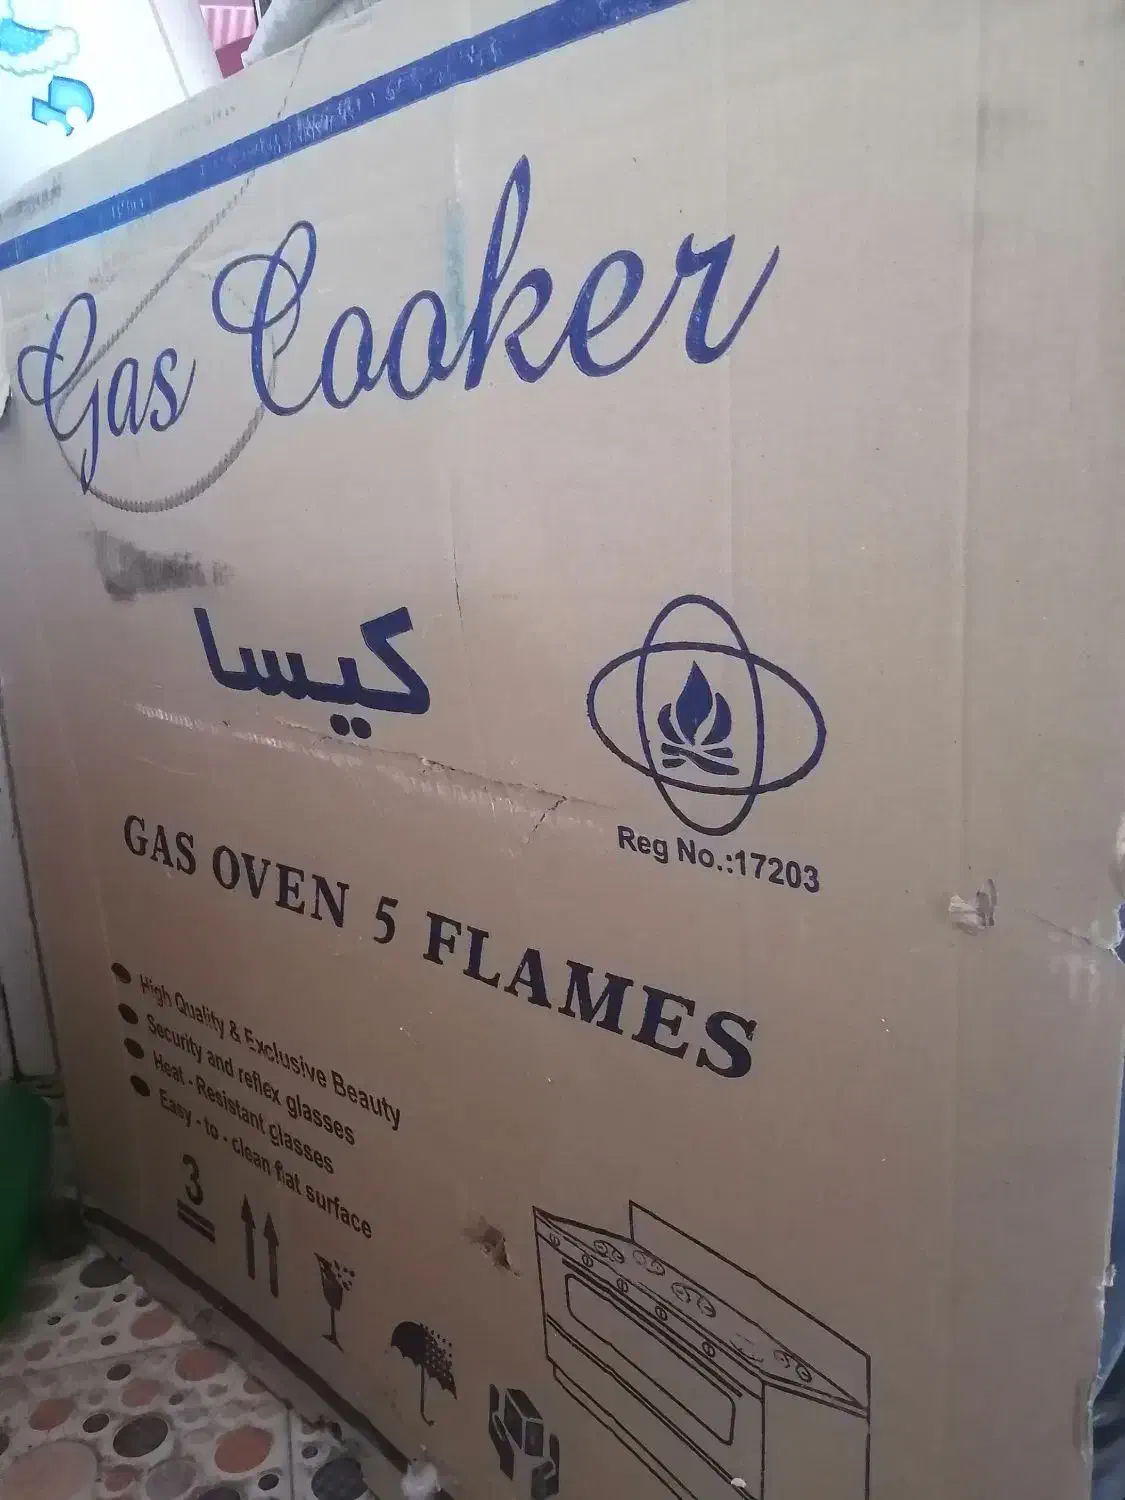 Gas Cooker
كيسا
Reg No.:17203
GAS OVEN 5 FLAMES
High Quality & Exclusive Beauty
Security and reflex glasses
Heat - Resistant glasses
Easy - to - clean flat surface
3